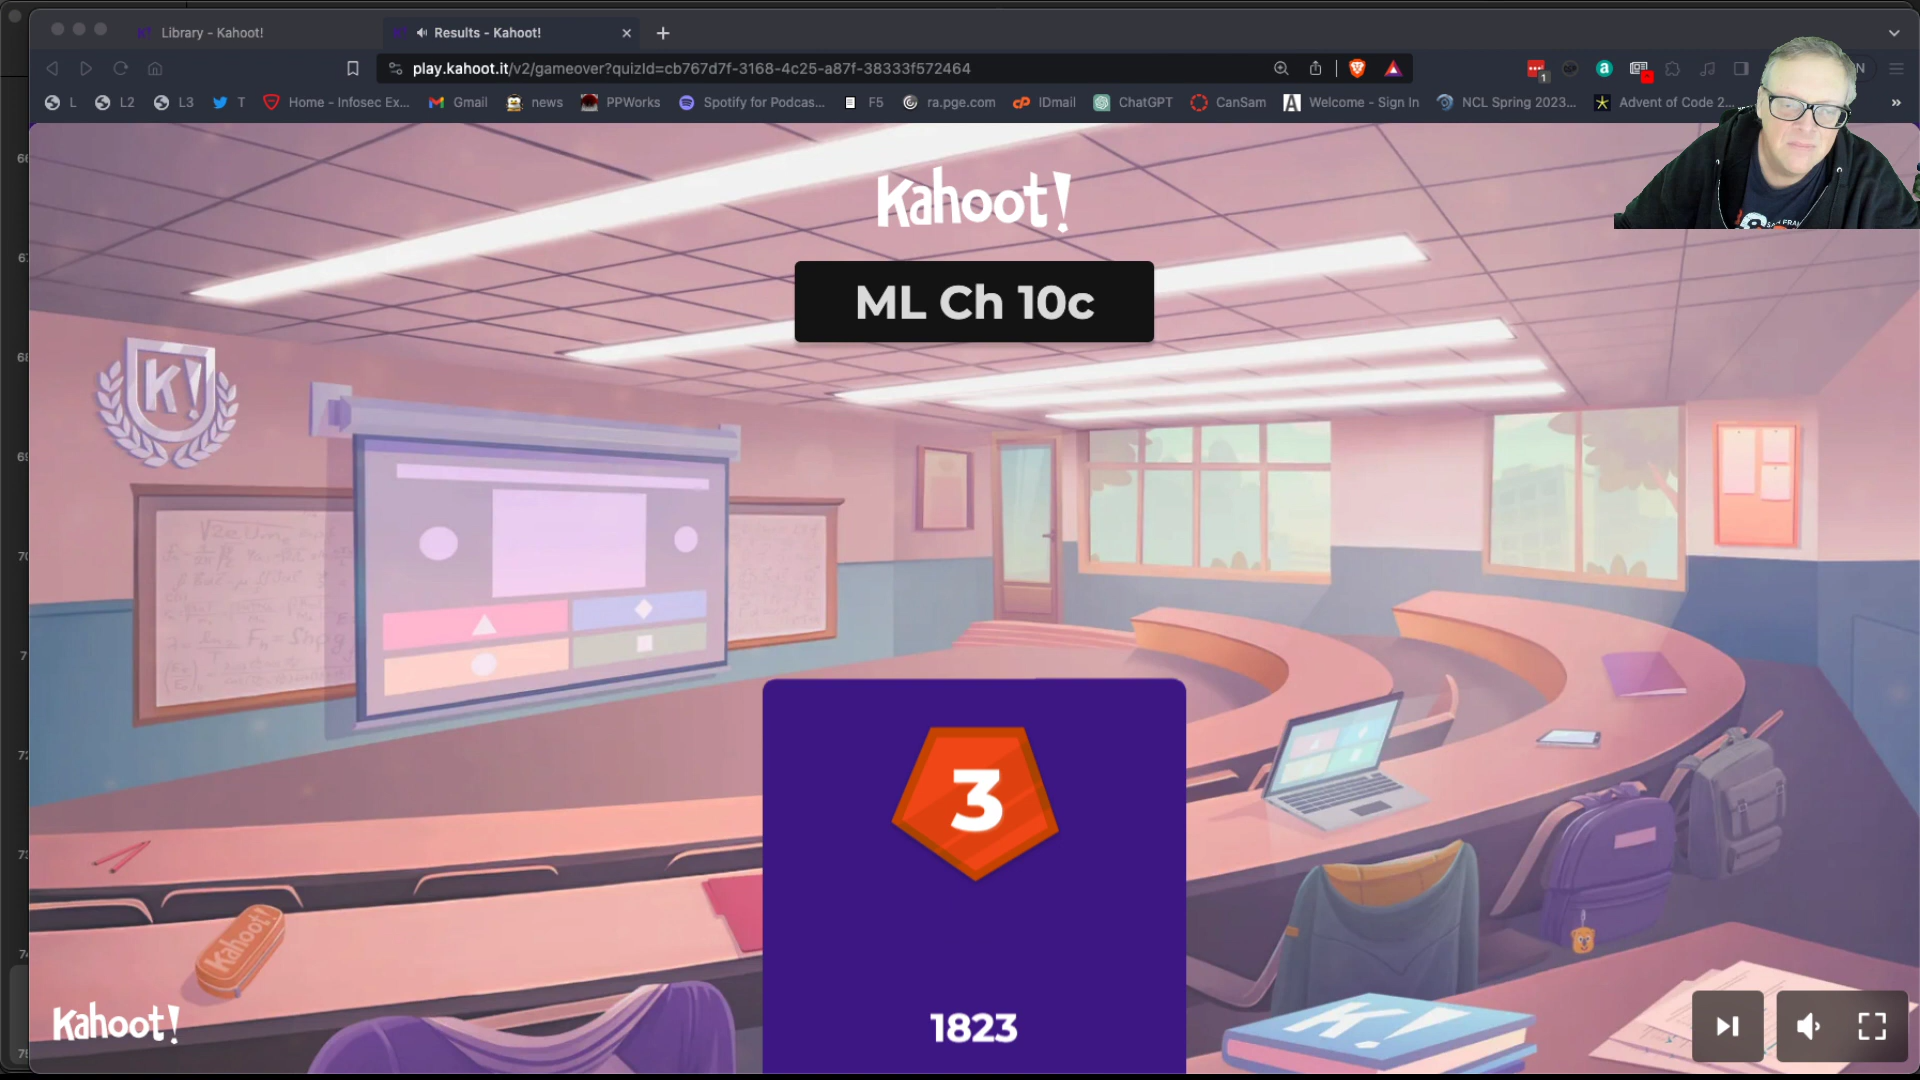 Library - Kahoot!
Results - Kahoot!
play.kahoot.it/v2/gameover?quizId=cb767d7f-3168-4c25-a87f-38333f572464
1
N
L
L2
L3
T
Home - Infosec Ex...
Gmail
news
PPWorks
Spotify for Podcas...
F5
ra.pge.com
IDmail
ChatGPT
CanSam
Welcome - Sign In
NCL Spring 2023...
Advent of Code 2...
»
Kahoot!
ML Ch 10c
K!
3
1823
Kahoot!
Kahoot!
K!